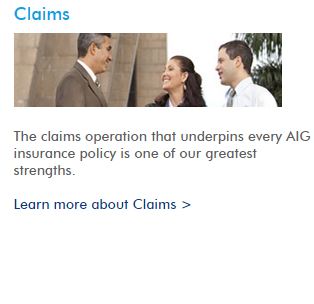 Claims
The claims operation that underpins every AIG
insurance policy is one of our greatest
strengths.
Learn more about Claims >